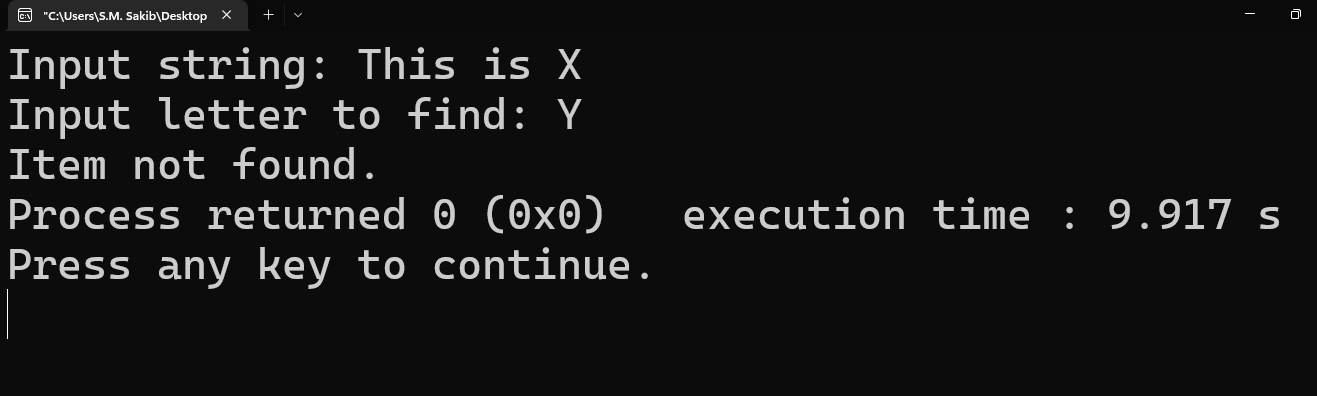 "C:\Users\S.M. Sakib\Desktop
Input string: This is X
Input letter to find: Y
Item not found.
Process returned 0 (0x0)   execution time : 9.917 s
Press any key to continue.